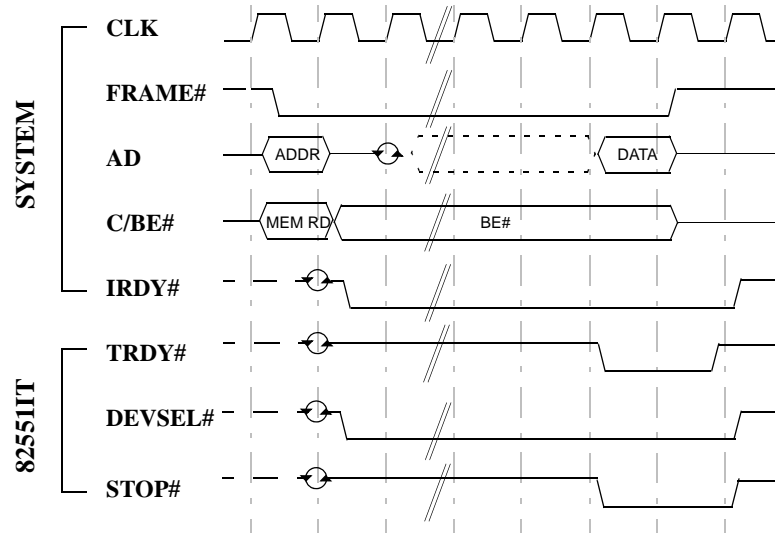 SYSTEM
CLK
FRAME#
AD
ADDR
DATA
C/BE#
MEM RD
BE#
IRDY#
82551IT
TRDY#
DEVSEL#
STOP#